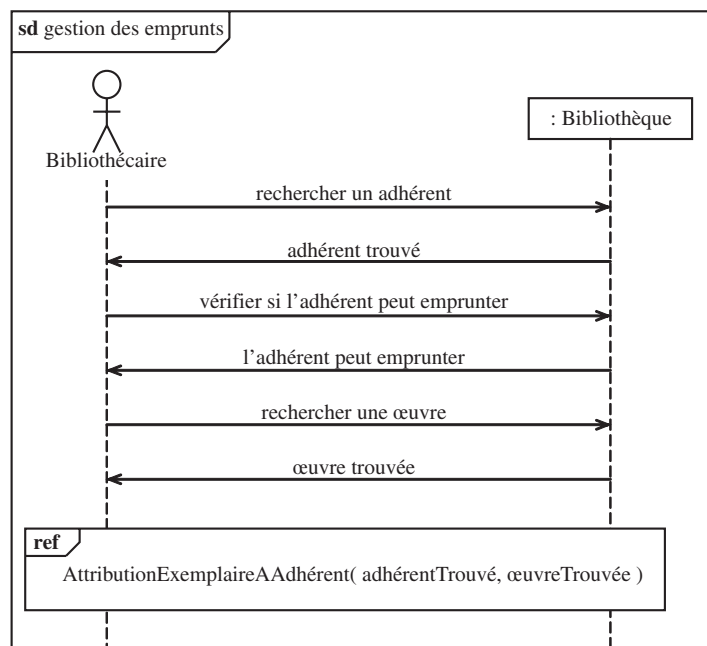 sd gestion des emprunts
: Bibliothèque
Bibliothécaire
rechercher un adhérent
adhérent trouvé
vérifier si l'adhérent peut emprunter
l'adhérent peut emprunter
rechercher une œuvre
œuvre trouvée
ref
AttributionExemplaireAAdhérent( adhérentTrouvé, œuvreTrouvée )